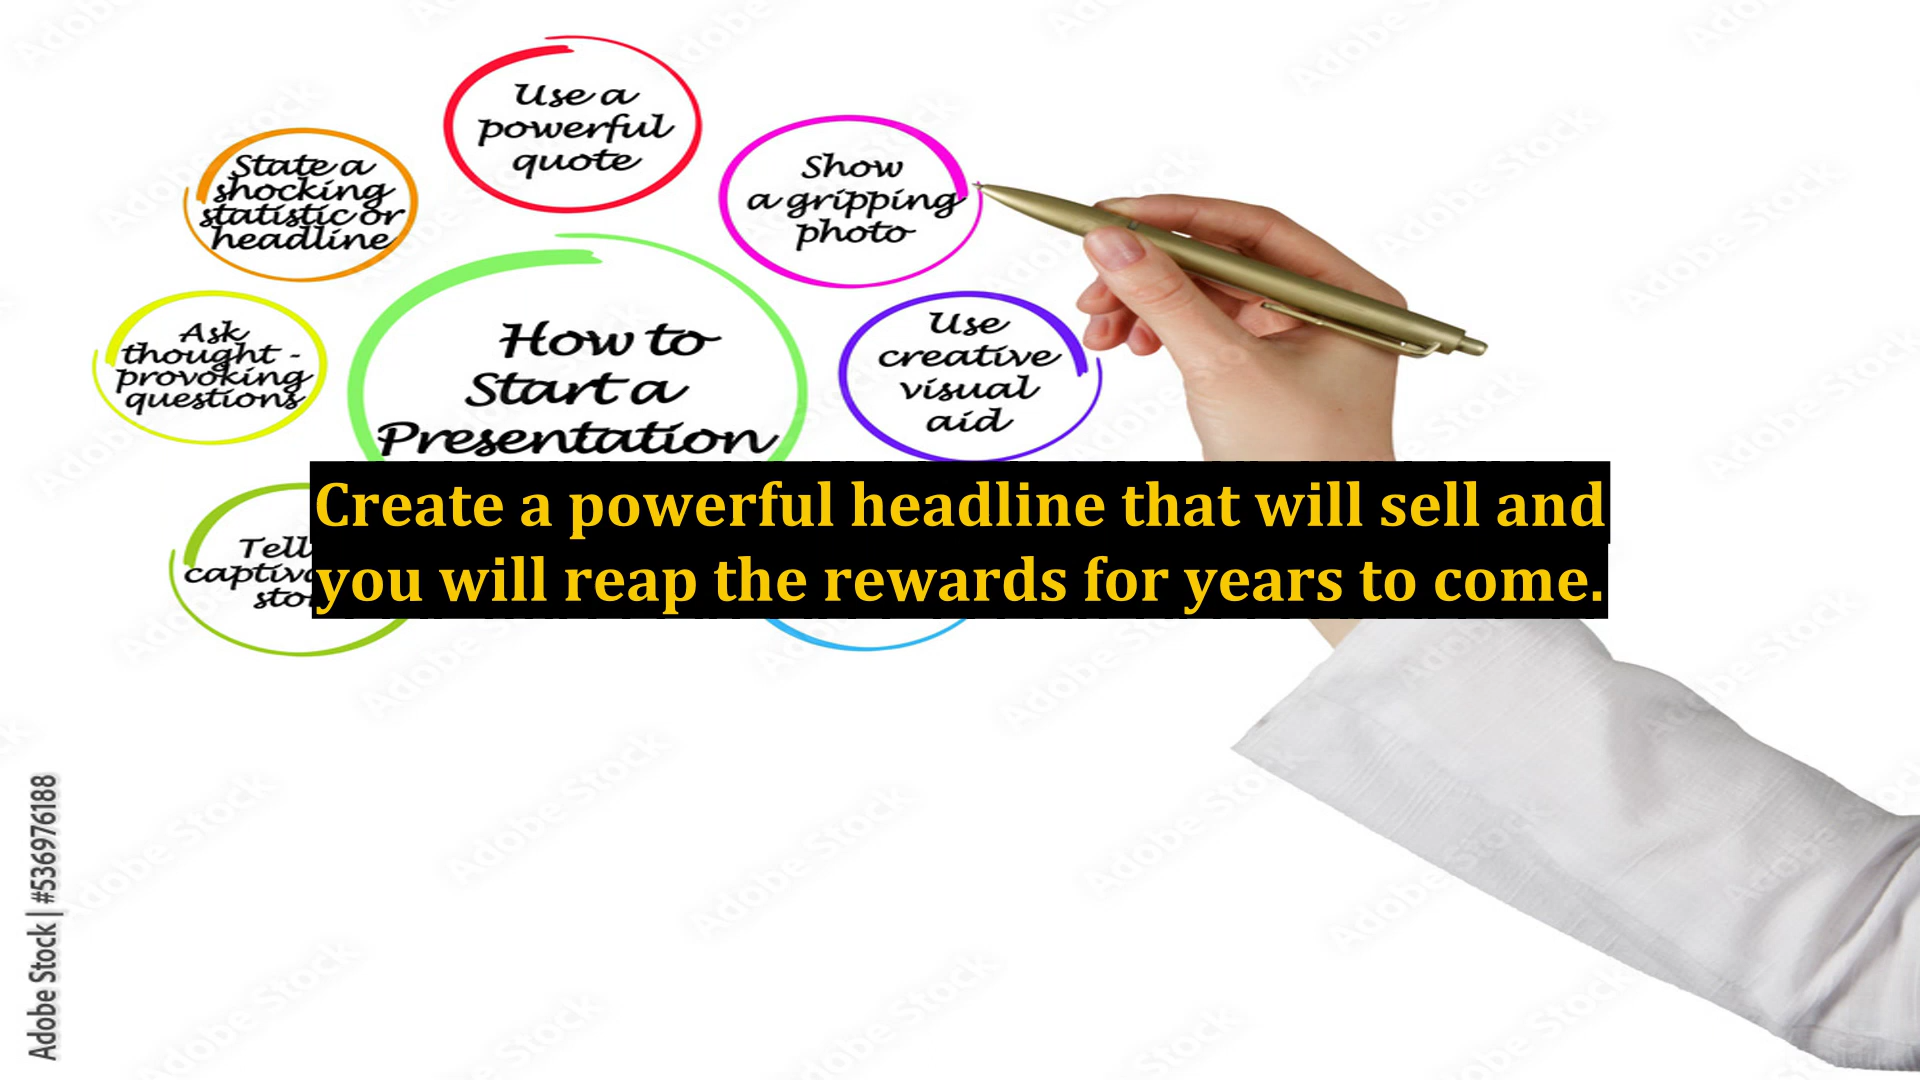 Use a
powerful
quote
State a
shocking
statistic or
headline
Show
a gripping
photo
Ask
thought -
provoking
questions
Use
creative
visual
aid
How to
Start a
Presentation
Tell
Create a powerful headline that will sell and
you will reap the rewards for years to come.
Adobe Stock | #536976188